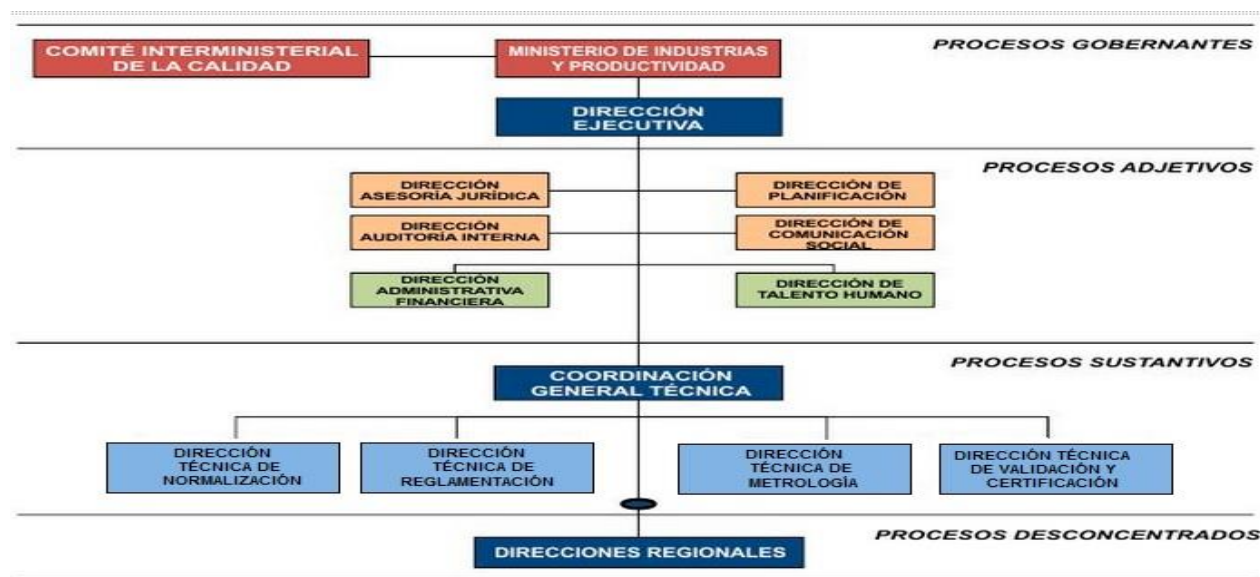 PROCESOS GOBERNANTES
COMITÉ INTERMINISTERIAL
DE LA CALIDAD
MINISTERIO DE INDUSTRIAS
Y PRODUCTIVIDAD
DIRECCIÓN
EJECUTIVA
PROCESOS ADJETIVOS
DIRECCIÓN
ASESORÍA JURÍDICA
DIRECCIÓN DE
PLANIFICACIÓN
DIRECCIÓN
AUDITORÍA INTERNA
DIRECCIÓN DE
COMUNICACIÓN
SOCIAL
DIRECCIÓN
ADMINISTRATIVA
FINANCIERA
DIRECCIÓN DE
TALENTO HUMANO
PROCESOS SUSTANTIVOS
COORDINACIÓN
GENERAL TÉCNICA
DIRECCIÓN
TÉCNICA DE
NORMALIZACIÓN
DIRECCIÓN
TÉCNICA DE
REGLAMENTACIÓN
DIRECCIÓN
TÉCNICA DE
METROLOGÍA
DIRECCIÓN TÉCNICA
DE VALIDACIÓN Y
CERTIFICACIÓN
PROCESOS DESCONCENTRADOS
DIRECCIONES REGIONALES